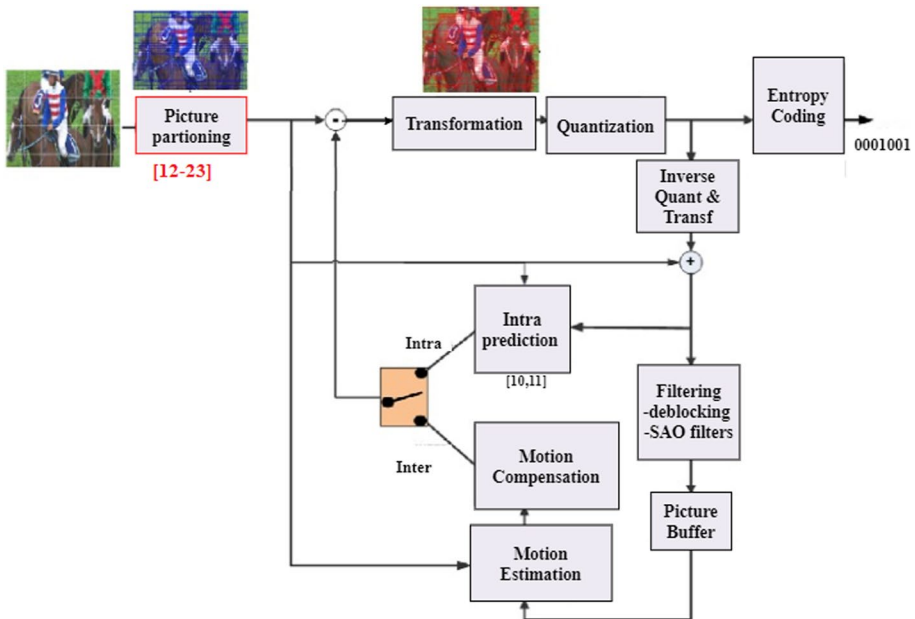 Picture
partioning
[12-23]
-
Transformation
Quantization
Entropy
Coding
0001001
Inverse
Quant &
Transf
+
Intra
prediction
[10,11]
Intra
Inter
Filtering
-deblocking
-SAO filters
Motion
Compensation
Picture
Buffer
Motion
Estimation